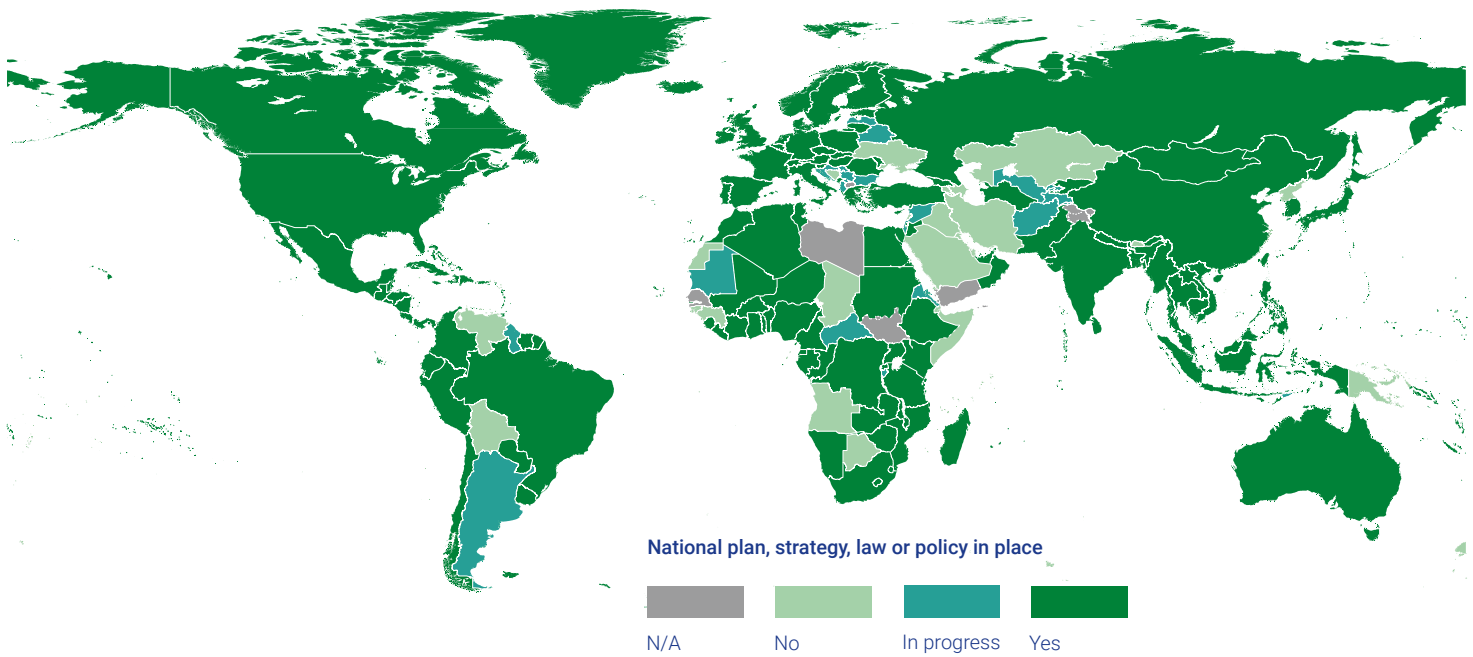 National plan, strategy, law or policy in place
N/A No In progress Yes